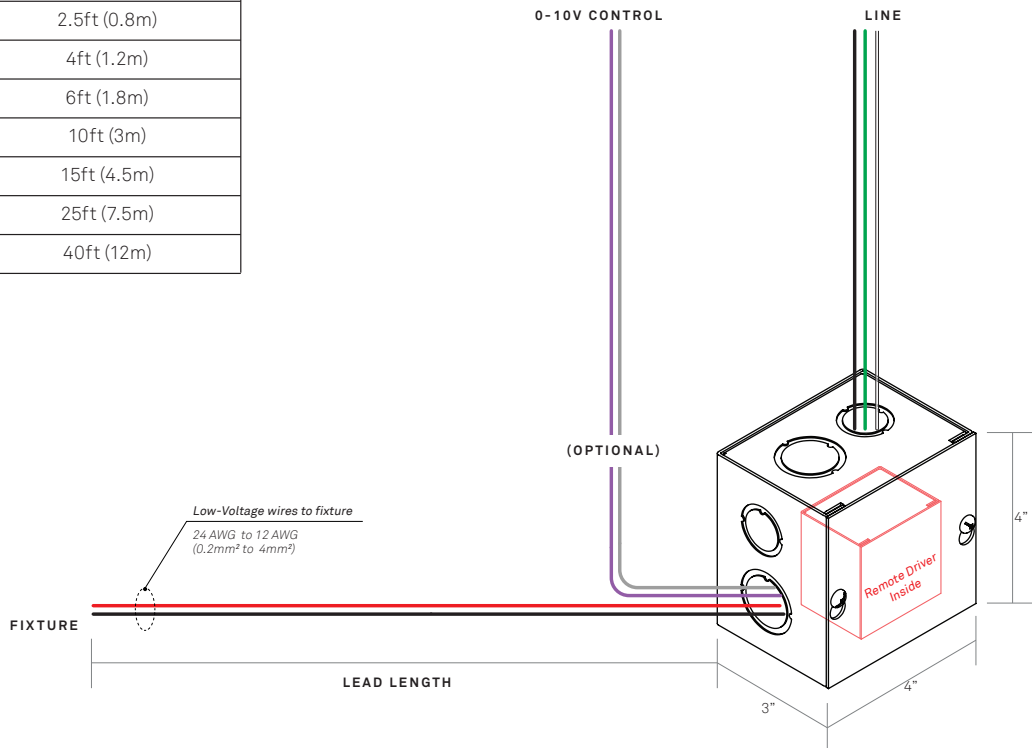 2.5ft (0.8m)
4ft (1.2m)
6ft (1.8m)
10ft (3m)
15ft (4.5m)
25ft (7.5m)
40ft (12m)
0-10V CONTROL
LINE
(OPTIONAL)
Low-Voltage wires to fixture
24 AWG to 12 AWG
(0.2mm² to 4mm²)
FIXTURE
LEAD LENGTH
Remote Driver
Inside
4”
4”
3”